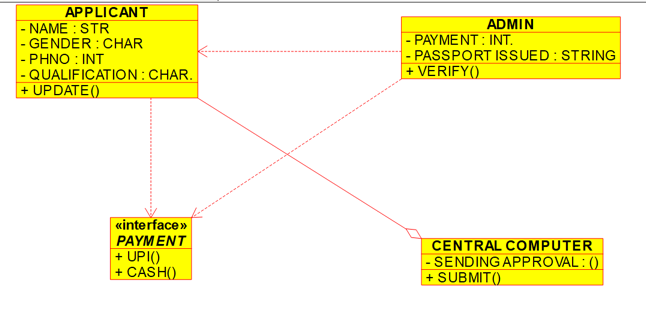 APPLICANT
- NAME : STR
- GENDER : CHAR
- PHNO : INT
- QUALIFICATION : CHAR.
+ UPDATE()
ADMIN
- PAYMENT : INT.
- PASSPORT ISSUED : STRING
+ VERIFY()
«interface»
PAYMENT
+ UPI()
+ CASH()
CENTRAL COMPUTER
- SENDING APPROVAL : ()
+ SUBMIT()